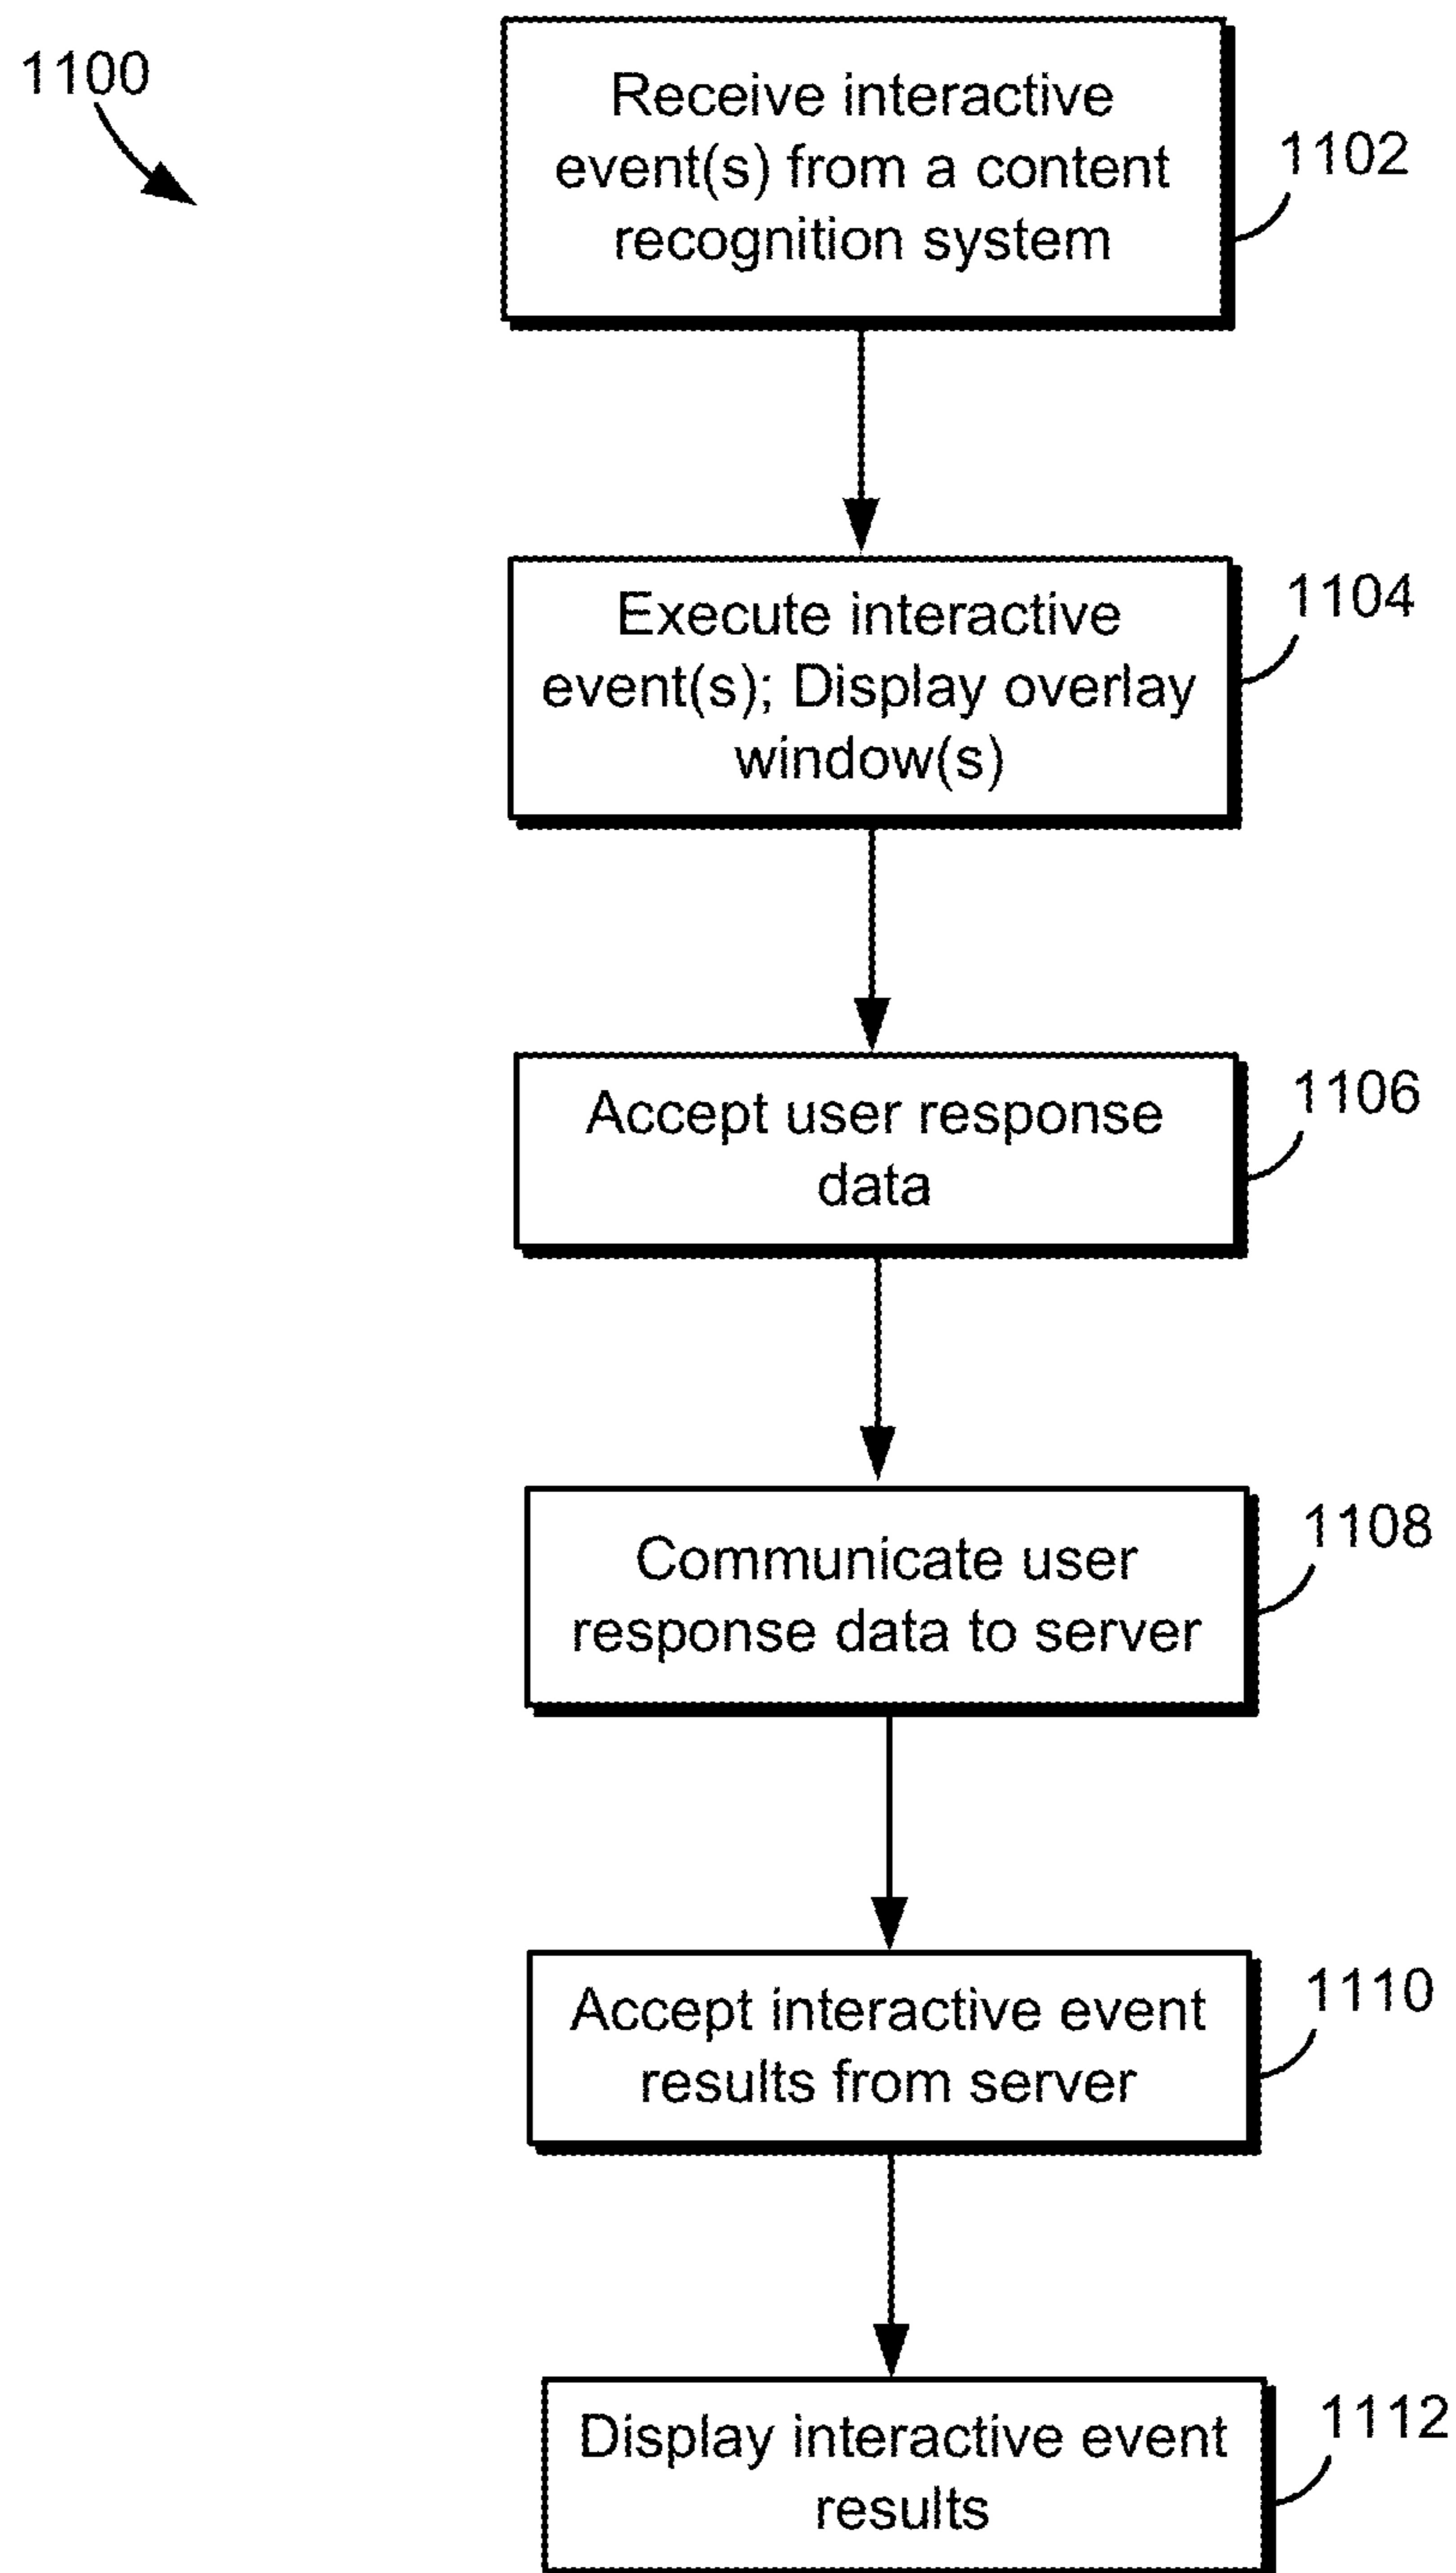 1100
Receive interactive
event(s) from a content
recognition system
1102
Execute interactive
event(s); Display overlay
window(s)
1104
Accept user response
data
1106
Communicate user
response data to server
1108
Accept interactive event
results from server
1110
Display interactive event
results
1112